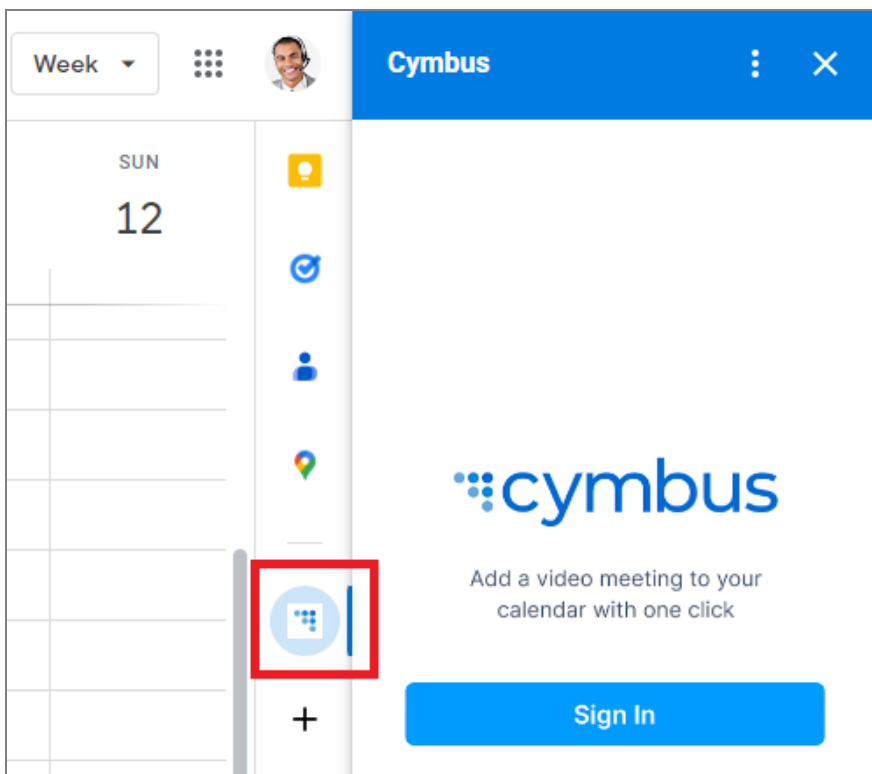 Week
Cymbus
SUN
12
cymbus
Add a video meeting to your
calendar with one click
Sign In